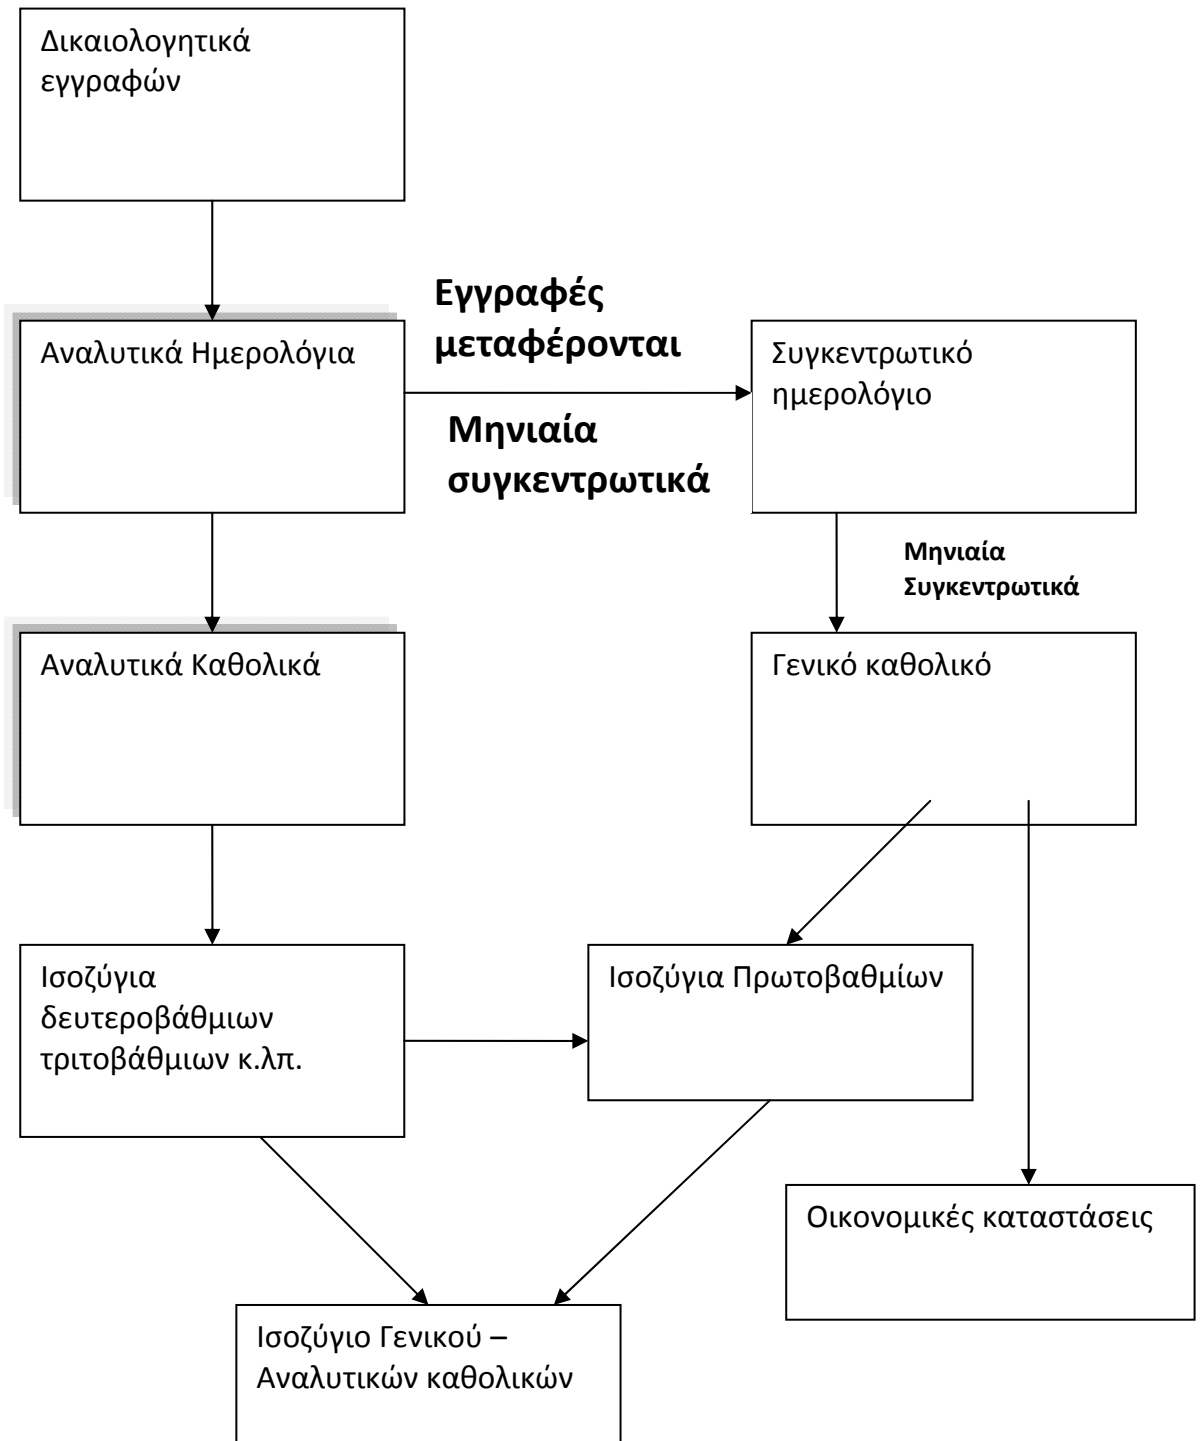 Δικαιολογητικά
εγγραφών
Εγγραφές
μεταφέρονται
Αναλυτικά Ημερολόγια
Συγκεντρωτικό
ημερολόγιο
Μηνιαία
συγκεντρωτικά
Μηνιαία
Συγκεντρωτικά
Αναλυτικά Καθολικά
Γενικό καθολικό
Ισοζύγια
δευτεροβάθμιων
τριτοβάθμιων κ.λπ.
Ισοζύγια Πρωτοβαθμίων
Οικονομικές καταστάσεις
Ισοζύγιο Γενικού –
Αναλυτικών καθολικών